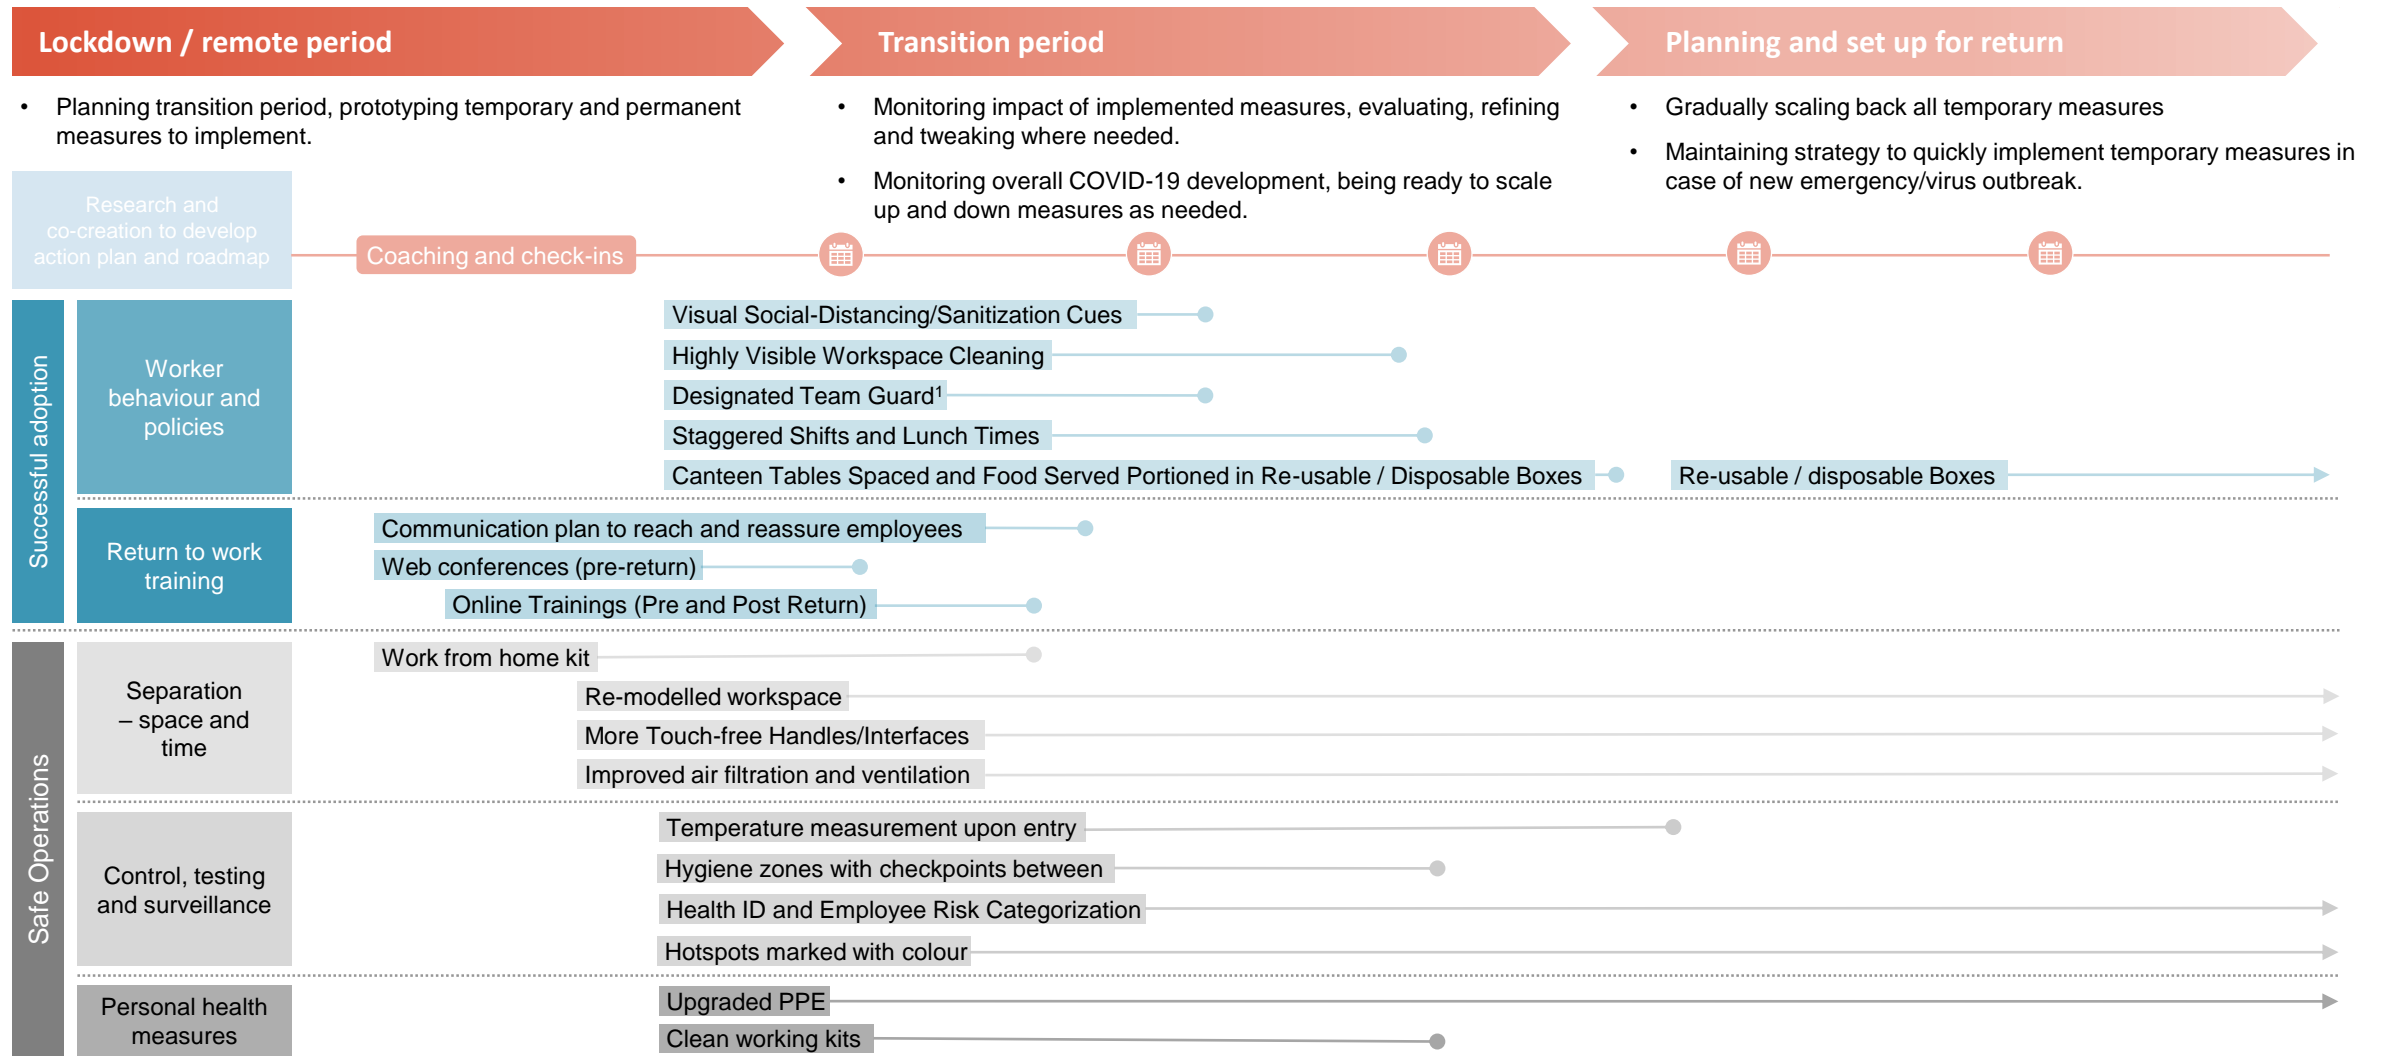 Lockdown / remote period
Transition period
Planning and set up for return
• Planning transition period, prototyping temporary and permanent
measures to implement.
• Monitoring impact of implemented measures, evaluating, refining
and tweaking where needed.
• Monitoring overall COVID-19 development, being ready to scale
up and down measures as needed.
• Gradually scaling back all temporary measures
• Maintaining strategy to quickly implement temporary measures in
case of new emergency/virus outbreak.
Research and
co-creation to develop
action plan and roadmap
Coaching and check-ins
Successful adoption
Worker
behaviour and
policies
Visual Social-Distancing/Sanitization Cues
Highly Visible Workspace Cleaning
Designated Team Guard¹
Staggered Shifts and Lunch Times
Canteen Tables Spaced and Food Served Portioned in Re-usable / Disposable Boxes
Re-usable / disposable Boxes
Return to work
training
Communication plan to reach and reassure employees
Web conferences (pre-return)
Online Trainings (Pre and Post Return)
Safe Operations
Separation
– space and
time
Work from home kit
Re-modelled workspace
More Touch-free Handles/Interfaces
Improved air filtration and ventilation
Control, testing
and surveillance
Temperature measurement upon entry
Hygiene zones with checkpoints between
Health ID and Employee Risk Categorization
Hotspots marked with colour
Personal health
measures
Upgraded PPE
Clean working kits